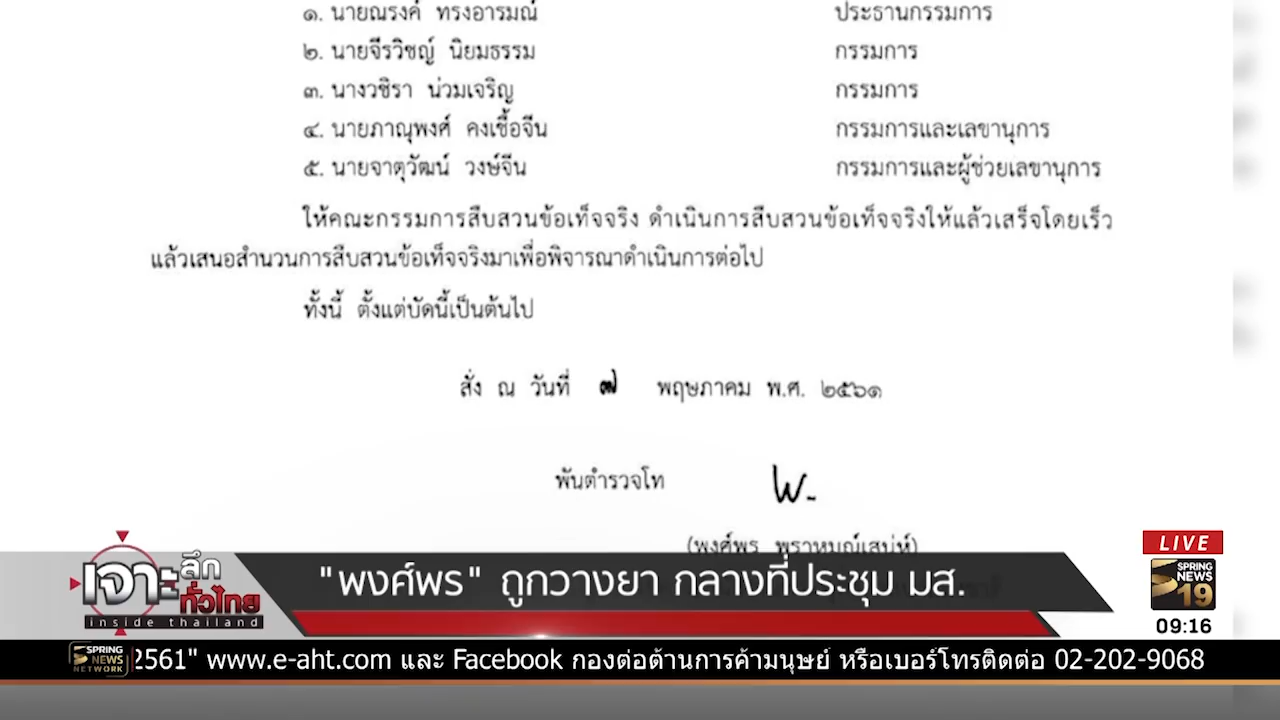 ๑. นายณรงค์ ทรงอารมณ์ ประธานกรรมการ
๒. นายจีรวิชญ์ นิยมธรรม กรรมการ
๓. นางวชิรา น่วมเจริญ กรรมการ
๔. นายภาณุพงศ์ คงเชื้อจีน กรรมการและเลขานุการ
๕. นายจาตุวัฒน์ วงษ์จีน กรรมการและผู้ช่วยเลขานุการ
ให้คณะกรรมการสืบสวนข้อเท็จจริง ดำเนินการสืบสวนข้อเท็จจริงให้แล้วเสร็จโดยเร็ว
แล้วเสนอสำนวนการสืบสวนข้อเท็จจริงมาเพื่อพิจารณาดำเนินการต่อไป
ทั้งนี้ ตั้งแต่บัดนี้เป็นต้นไป
สั่ง ณ วันที่ ๗ พฤษภาคม พ.ศ. ๒๕๖๑
พันตำรวจโท
(พงศ์พร พราหมณ์เสน่ห์)
เจาะลึกทั่วไทย
inside thailand
"พงศ์พร" ถูกวางยา กลางที่ประชุม มส.
LIVE
SPRING NEWS 19
09:16
SPRING NEWS NETWORK
2561" www.e-aht.com และ Facebook กองต่อต้านการค้ามนุษย์ หรือเบอร์โทรติดต่อ 02-202-9068